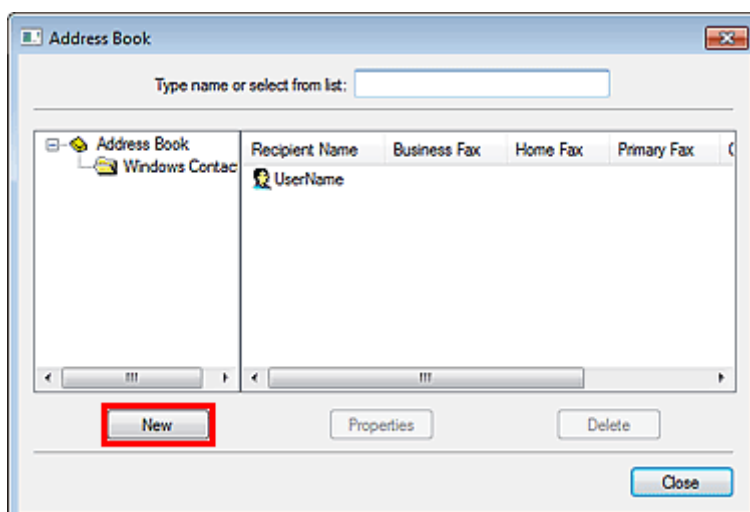 Address Book
Type name or select from list:
Address Book
Windows Contac
Recipient Name Business Fax Home Fax Primary Fax
UserName
New Properties Delete
Close